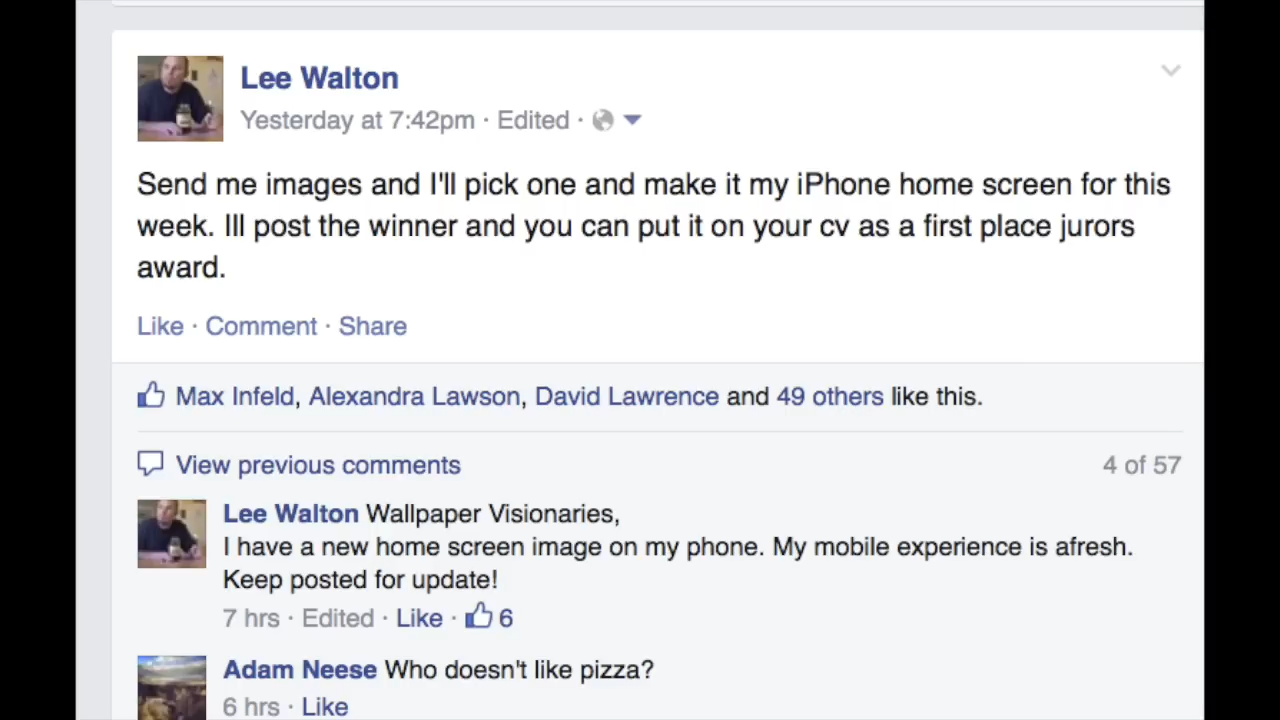 Lee Walton
Yesterday at 7:42pm · Edited ·
Send me images and I'll pick one and make it my iPhone home screen for this
week. Ill post the winner and you can put it on your cv as a first place jurors
award.
Like · Comment · Share
Max Infeld, Alexandra Lawson, David Lawrence and 49 others like this.
View previous comments 4 of 57
Lee Walton Wallpaper Visionaries,
I have a new home screen image on my phone. My mobile experience is afresh.
Keep posted for update!
7 hrs · Edited · Like · 6
Adam Neese Who doesn't like pizza?
6 hrs · Like